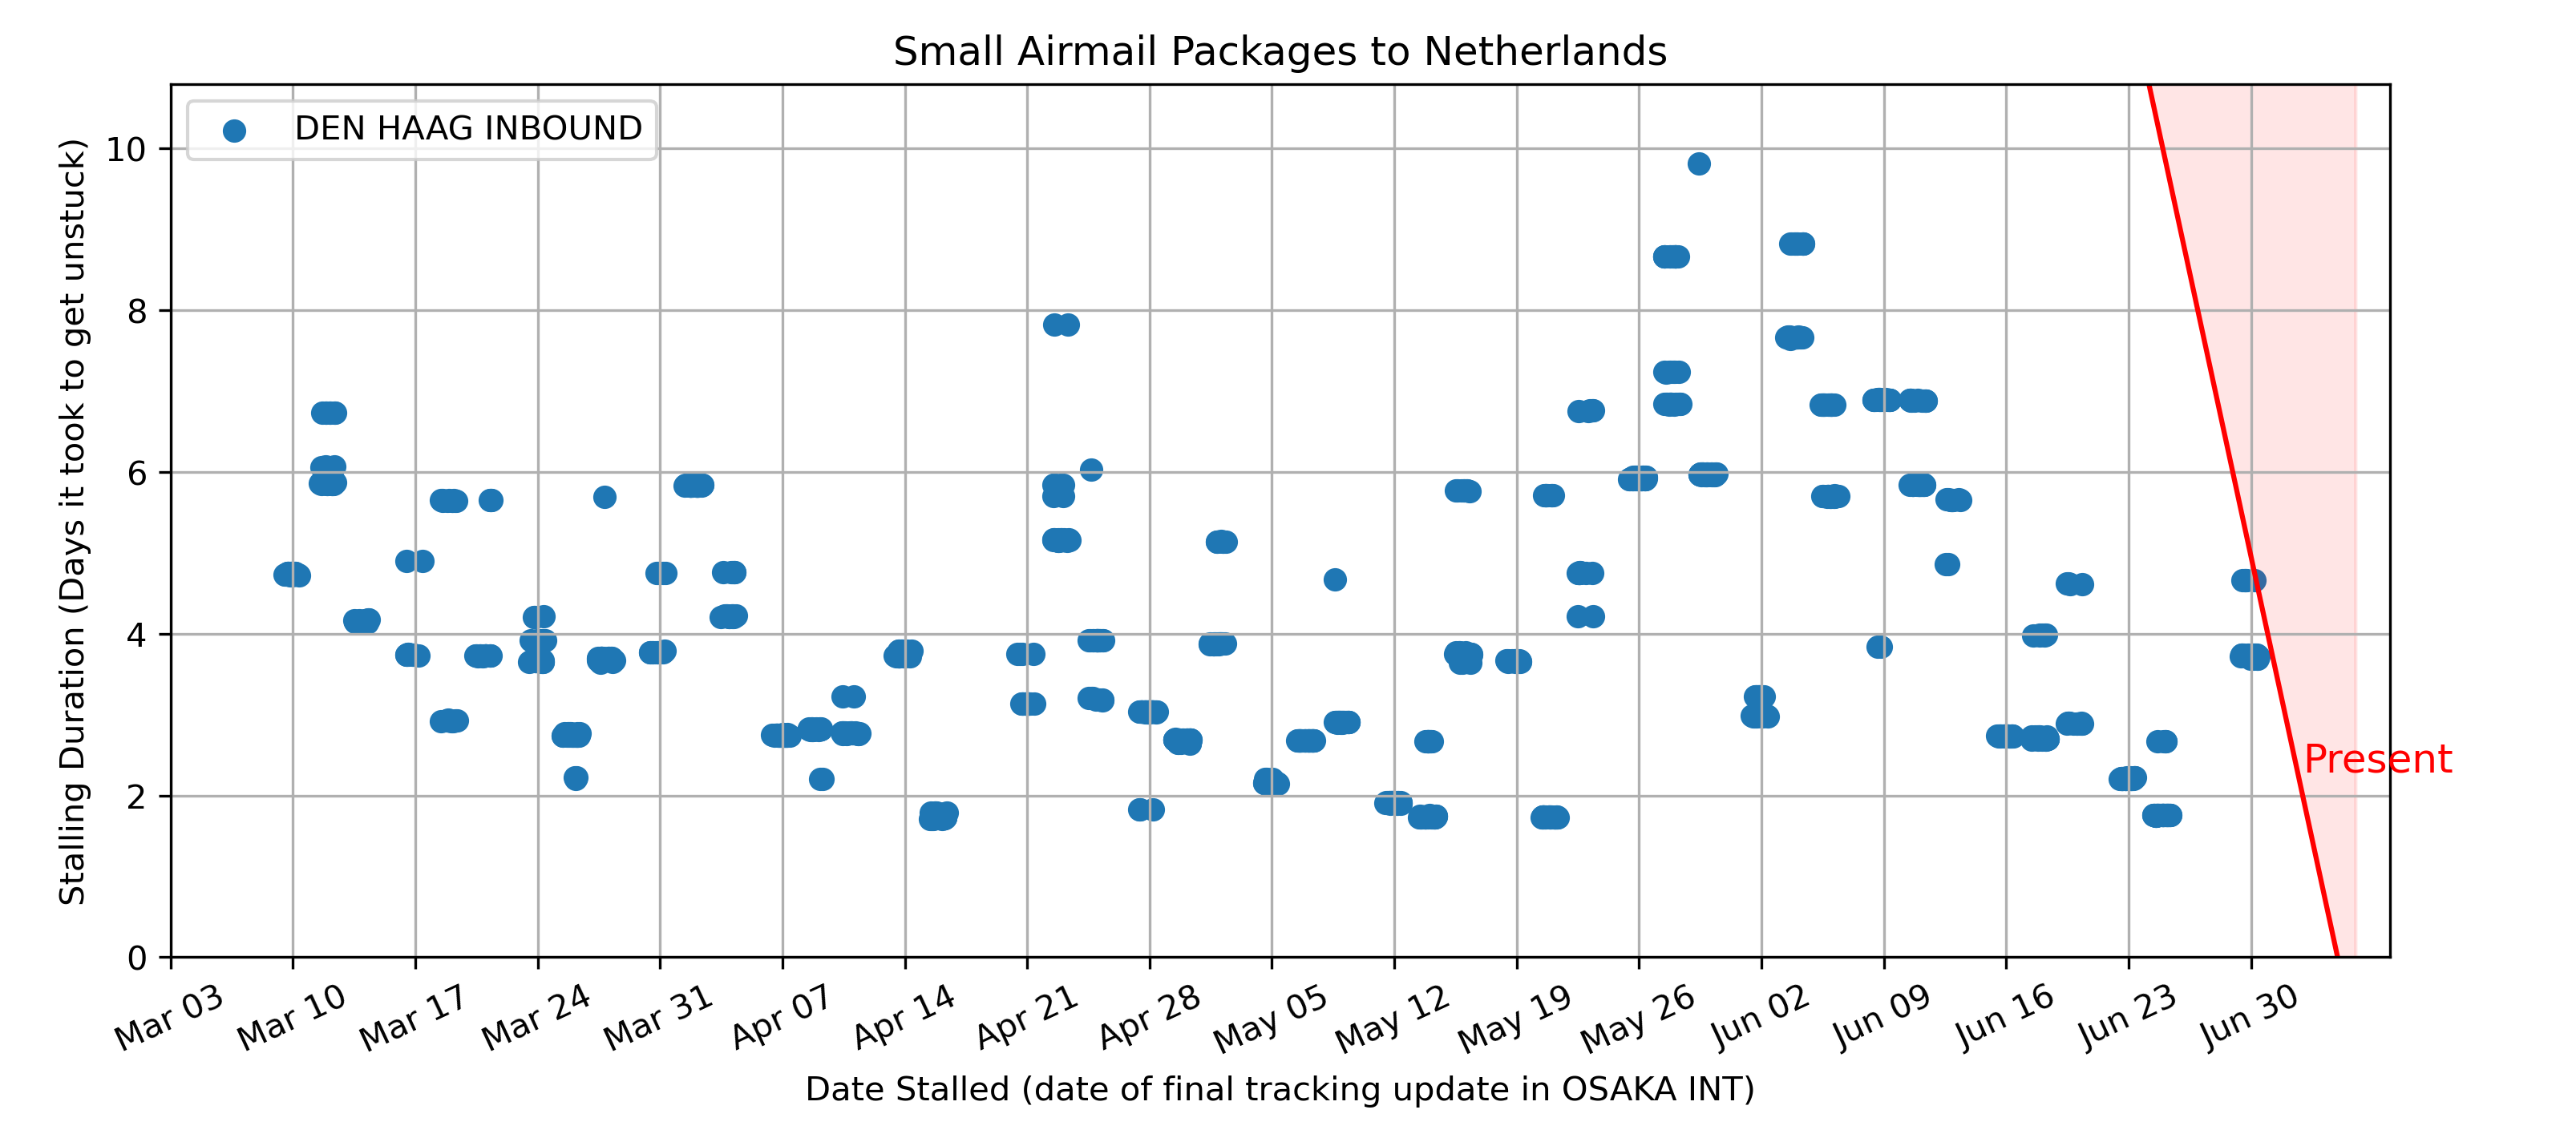 Small Airmail Packages to Netherlands
DEN HAAG INBOUND
Stalling Duration (Days it took to get unstuck)
10
8
6
4
2
0
Present
Mar 03
Mar 10
Mar 17
Mar 24
Mar 31
Apr 07
Apr 14
Apr 21
Apr 28
May 05
May 12
May 19
May 26
Jun 02
Jun 09
Jun 16
Jun 23
Jun 30
Date Stalled (date of final tracking update in OSAKA INT)